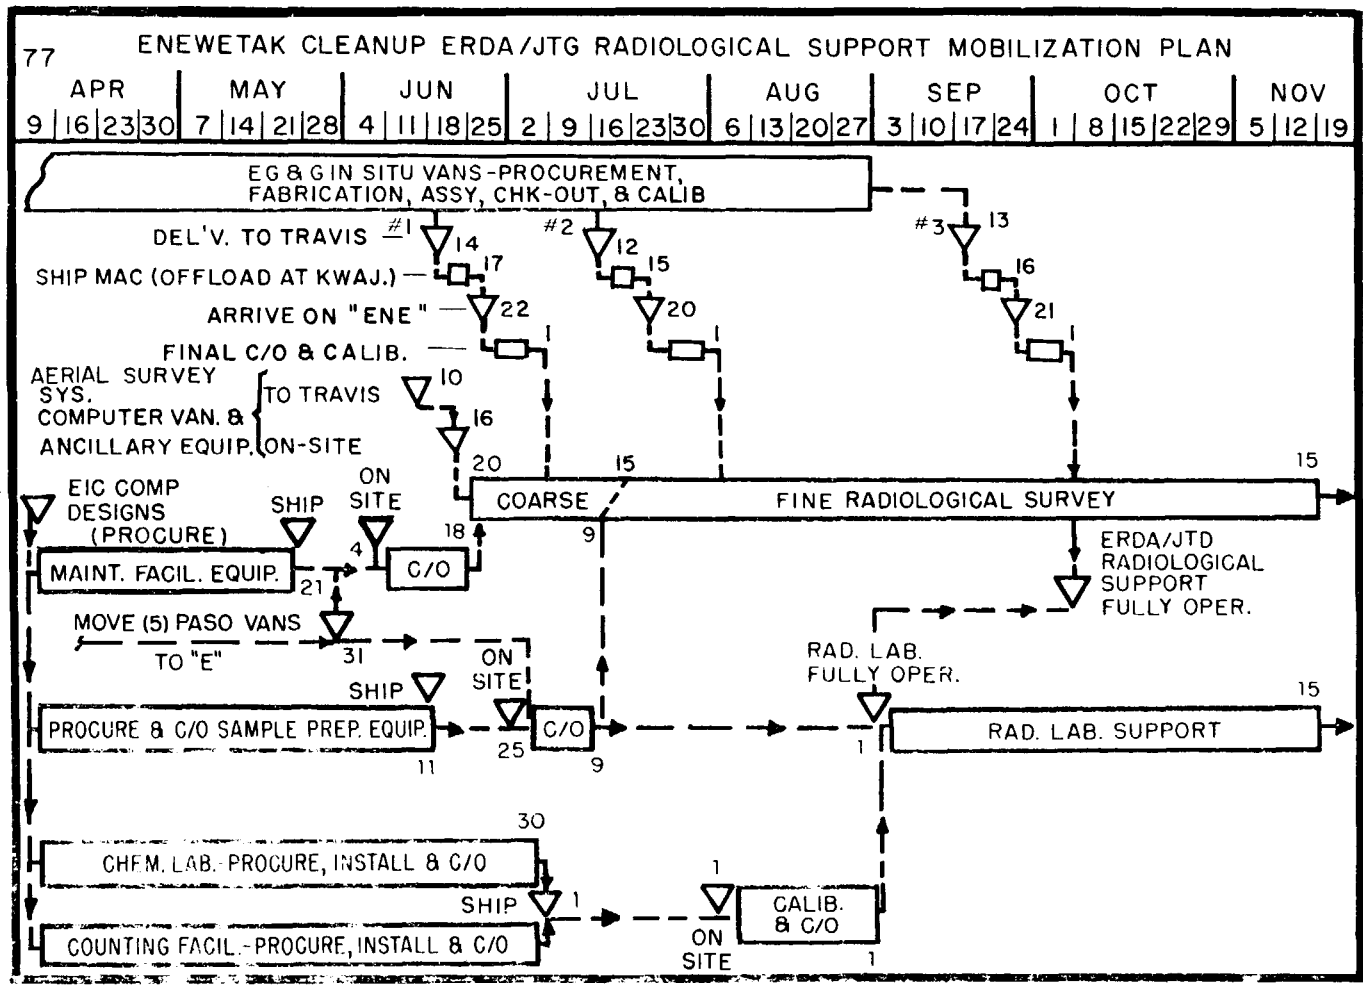 ENEWETAK CLEANUP ERDA/JTG RADIOLOGICAL SUPPORT MOBILIZATION PLAN
77
APR MAY JUN JUL AUG SEP OCT NOV
9 16 23 30 7 14 21 28 4 11 18 25 2 9 16 23 30 6 13 20 27 3 10 17 24 1 8 15 22 29 5 12 19
EG & G IN SITU VANS-PROCUREMENT,
FABRICATION, ASSY, CHK-OUT, & CALIB
DEL'V. TO TRAVIS #1 14 #2 12 #3 13
SHIP MAC (OFFLOAD AT KWAJ.) 17 15 16
ARRIVE ON "ENE" 22 20 21
FINAL C/O & CALIB. 1 1 1
AERIAL SURVEY
SYS.
COMPUTER VAN. &
ANCILLARY EQUIP.
TO TRAVIS 10
ON-SITE 16
20 15 15
COARSE FINE RADIOLOGICAL SURVEY
18 9
EIC COMP
DESIGNS
(PROCURE)
SHIP
ON
SITE
MAINT. FACIL. EQUIP. 21 4 C/O
ERDA/JTD
RADIOLOGICAL
SUPPORT
FULLY OPER.
MOVE (5) PASO VANS
TO "E" 31
RAD. LAB.
FULLY OPER.
SHIP
ON
SITE
PROCURE & C/O SAMPLE PREP. EQUIP. 11 25 C/O 9
1 RAD. LAB. SUPPORT 15
30
CHEM. LAB.-PROCURE, INSTALL & C/O
SHIP 1
COUNTING FACIL.-PROCURE, INSTALL & C/O
1
ON
SITE
CALIB.
& C/O
1